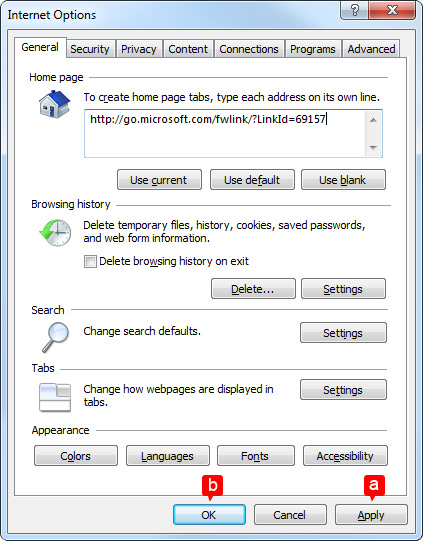 Internet Options
General Security Privacy Content Connections Programs Advanced
Home page
To create home page tabs, type each address on its own line.
http://go.microsoft.com/fwlink/?LinkId=69157
Use current Use default Use blank
Browsing history
Delete temporary files, history, cookies, saved passwords,
and web form information.
Delete browsing history on exit
Delete... Settings
Search
Change search defaults. Settings
Tabs
Change how webpages are displayed in Settings
tabs.
Appearance
Colors Languages Fonts Accessibility
b a
OK Cancel Apply